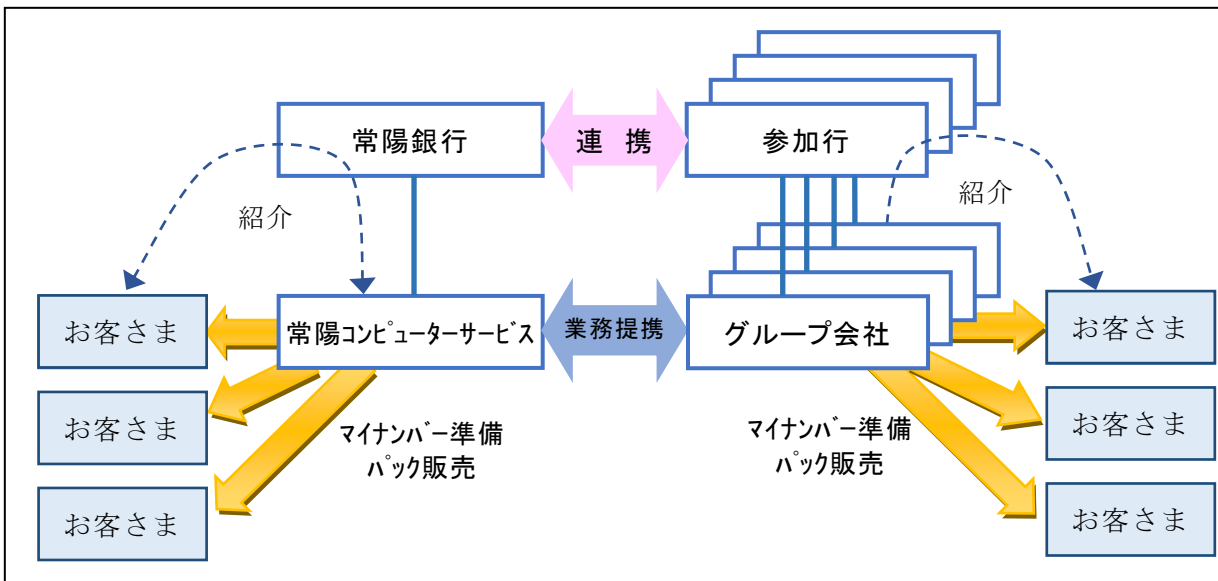 常陽銀行
連 携
参加行
紹介
紹介
お客さま
常陽コンピューターサービス
業務提携
グループ会社
お客さま
お客さま
マイナンバー準備
パック販売
マイナンバー準備
パック販売
お客さま
お客さま
お客さま